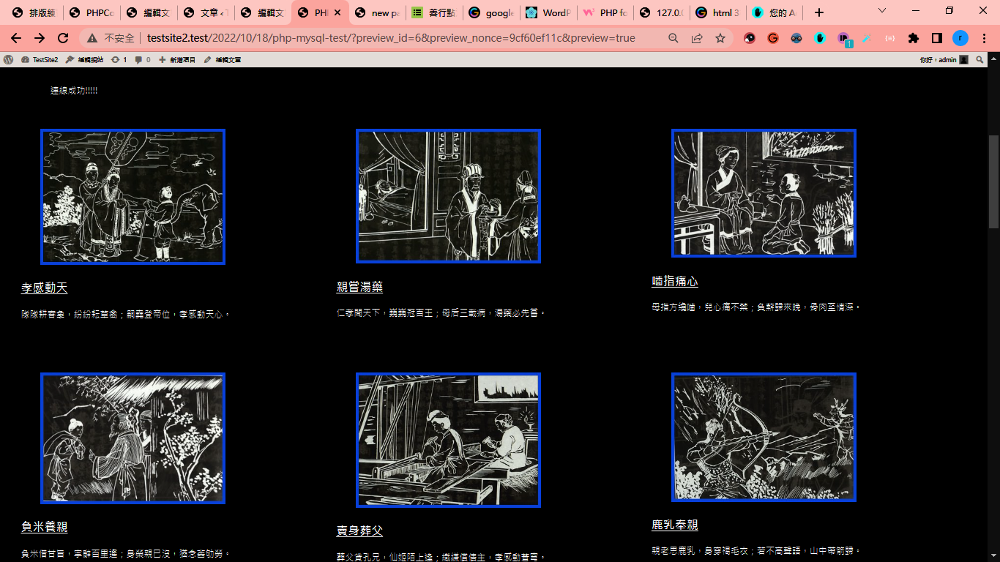 排版練
PHPCo
編輯文
文章 ‹ T
編輯文
PHP
new pa
善行點
google
WordP
PHP fo
127.0.0
html 3
您的 A
不安全
testsite2.test/2022/10/18/php-mysql-test/?preview_id=6&preview_nonce=9cf60ef11c&preview=true
1
r
TestSite2
編輯網站
1
0
新增項目
編輯文章
你好，admin
連線成功!!!!!
孝感動天
隊隊耕春象，紛紛耘草禽；嗣堯登帝位，孝感動天心。
親嘗湯藥
仁孝聞天下，巍巍冠百王；母后三載病，湯藥必先嘗。
嚙指痛心
母指方纔嚙，兒心痛不禁；負薪歸來晚，骨肉至情深。
負米養親
負米借甘旨，寧辭百里遙；身榮親已沒，猶念舊劬勞。
賣身葬父
葬父貸孔兄，仙姬陌上逢；織縑償債主，孝感動蒼穹。
鹿乳奉親
親老思鹿乳，身穿褐毛衣；若不高聲語，山中帶箭歸。